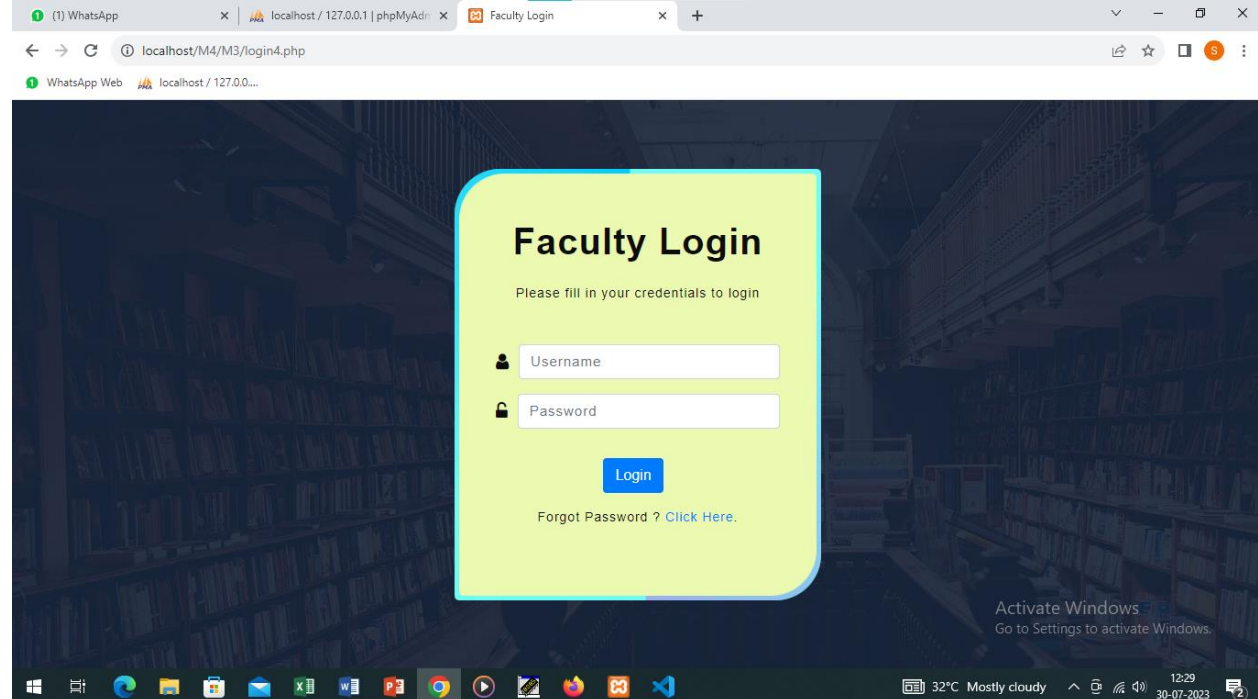 (1) WhatsApp
localhost / 127.0.0.1 | phpMyAdm
Faculty Login
localhost/M4/M3/login4.php
S
WhatsApp Web
localhost / 127.0.0....
Faculty Login
Please fill in your credentials to login
Username
Password
Login
Forgot Password ? Click Here.
Activate Windows
Go to Settings to activate Windows.
32°C Mostly cloudy
12:29
30-07-2023